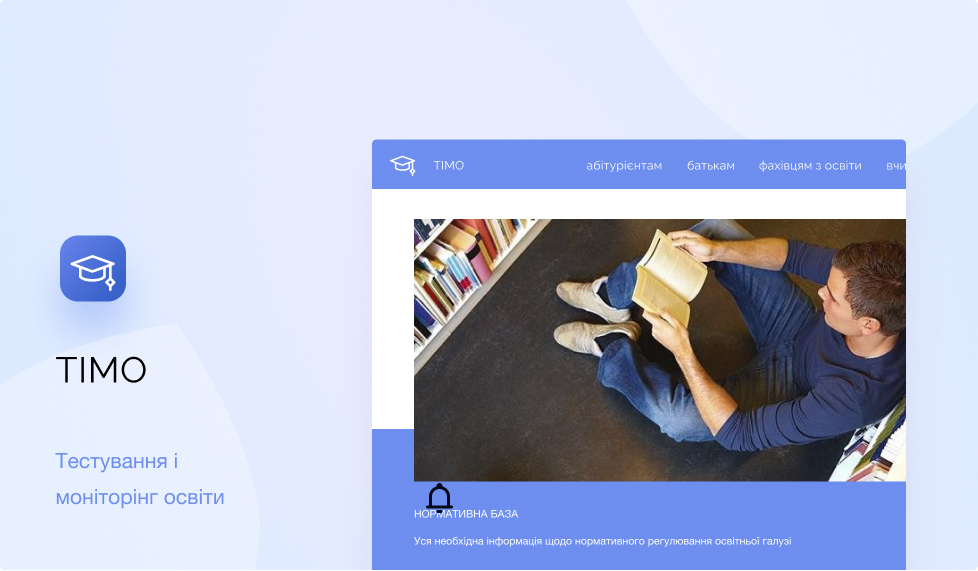 TIMO
абітурієнтам
батькам
фахівцям з освіти
вчи
TIMO
Тестування і
моніторінг освіти
НОРМАТИВНА БАЗА
Уся необхідна інформація щодо нормативного регулювання освітньої галузі